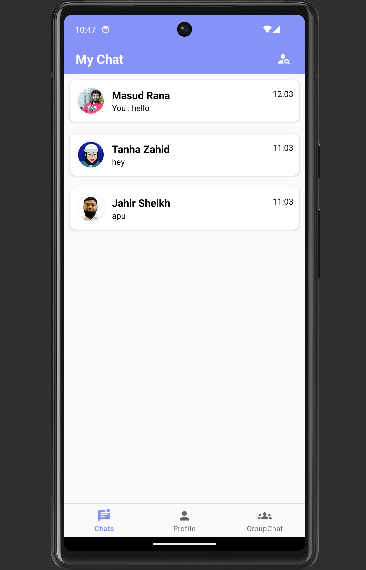 10:47
My Chat
Masud Rana
12.03
You : hello
Tanha Zahid
11:03
hey
Jahir Sheikh
11:03
apu
Chats
Profile
GroupChat